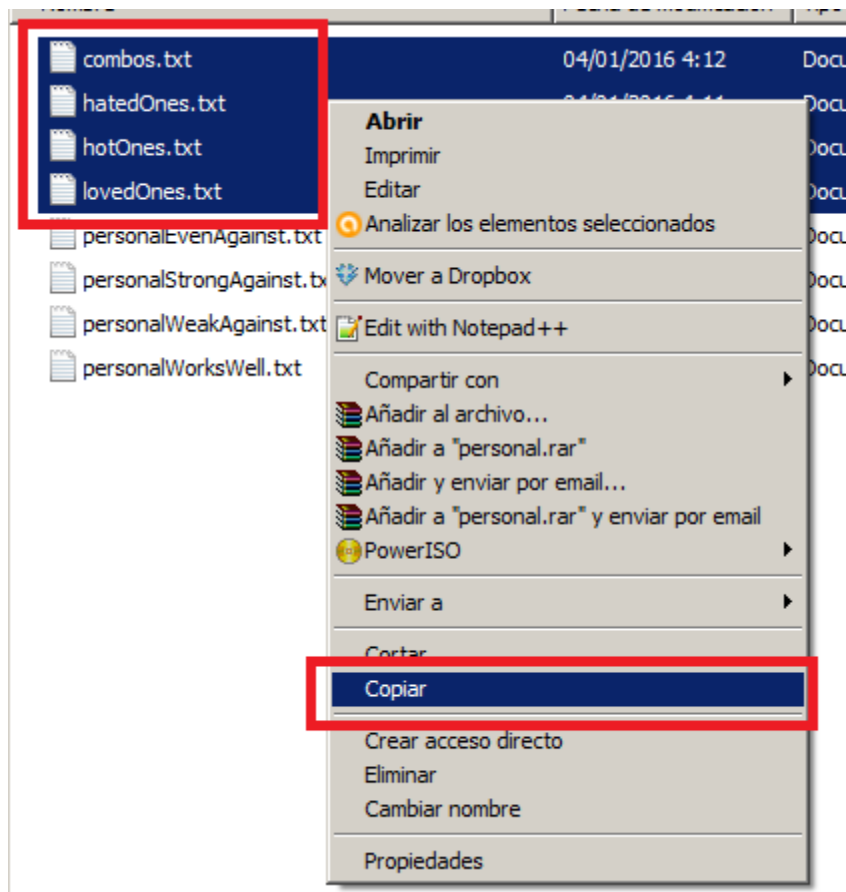 combos.txt 04/01/2016 4:12 Docu
hatedOnes.txt
hotOnes.txt
lovedOnes.txt
personalEvenAgainst.txt
personalStrongAgainst.tx
personalWeakAgainst.txt
personalWorksWell.txt
Abrir
Imprimir
Editar
Analizar los elementos seleccionados
Mover a Dropbox
Edit with Notepad++
Compartir con
Añadir al archivo...
Añadir a "personal.rar"
Añadir y enviar por email...
Añadir a "personal.rar" y enviar por email
PowerISO
Enviar a
Cortar
Copiar
Crear acceso directo
Eliminar
Cambiar nombre
Propiedades